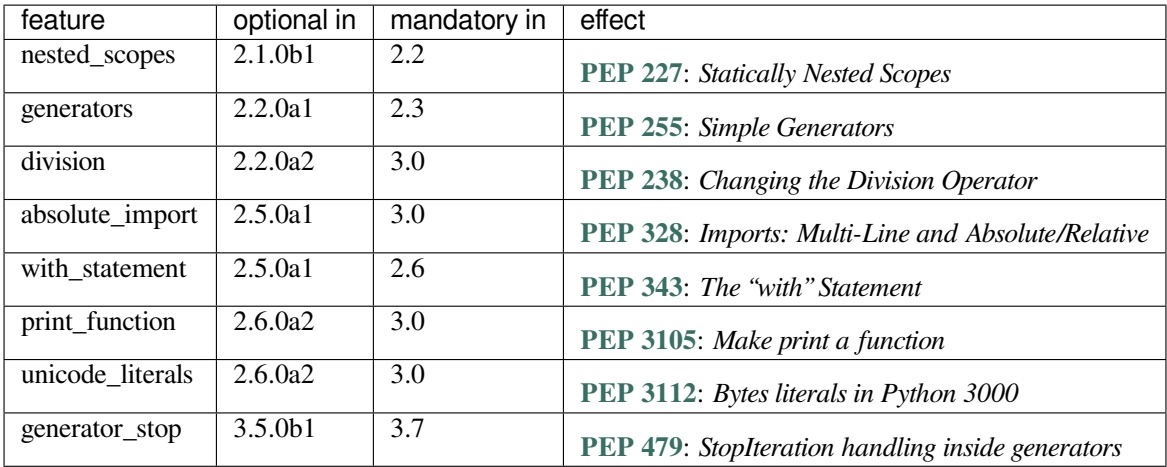 feature optional in mandatory in effect
nested_scopes 2.1.0b1 2.2 PEP 227: Statically Nested Scopes
generators 2.2.0a1 2.3 PEP 255: Simple Generators
division 2.2.0a2 3.0 PEP 238: Changing the Division Operator
absolute_import 2.5.0a1 3.0 PEP 328: Imports: Multi-Line and Absolute/Relative
with_statement 2.5.0a1 2.6 PEP 343: The “with” Statement
print_function 2.6.0a2 3.0 PEP 3105: Make print a function
unicode_literals 2.6.0a2 3.0 PEP 3112: Bytes literals in Python 3000
generator_stop 3.5.0b1 3.7 PEP 479: StopIteration handling inside generators